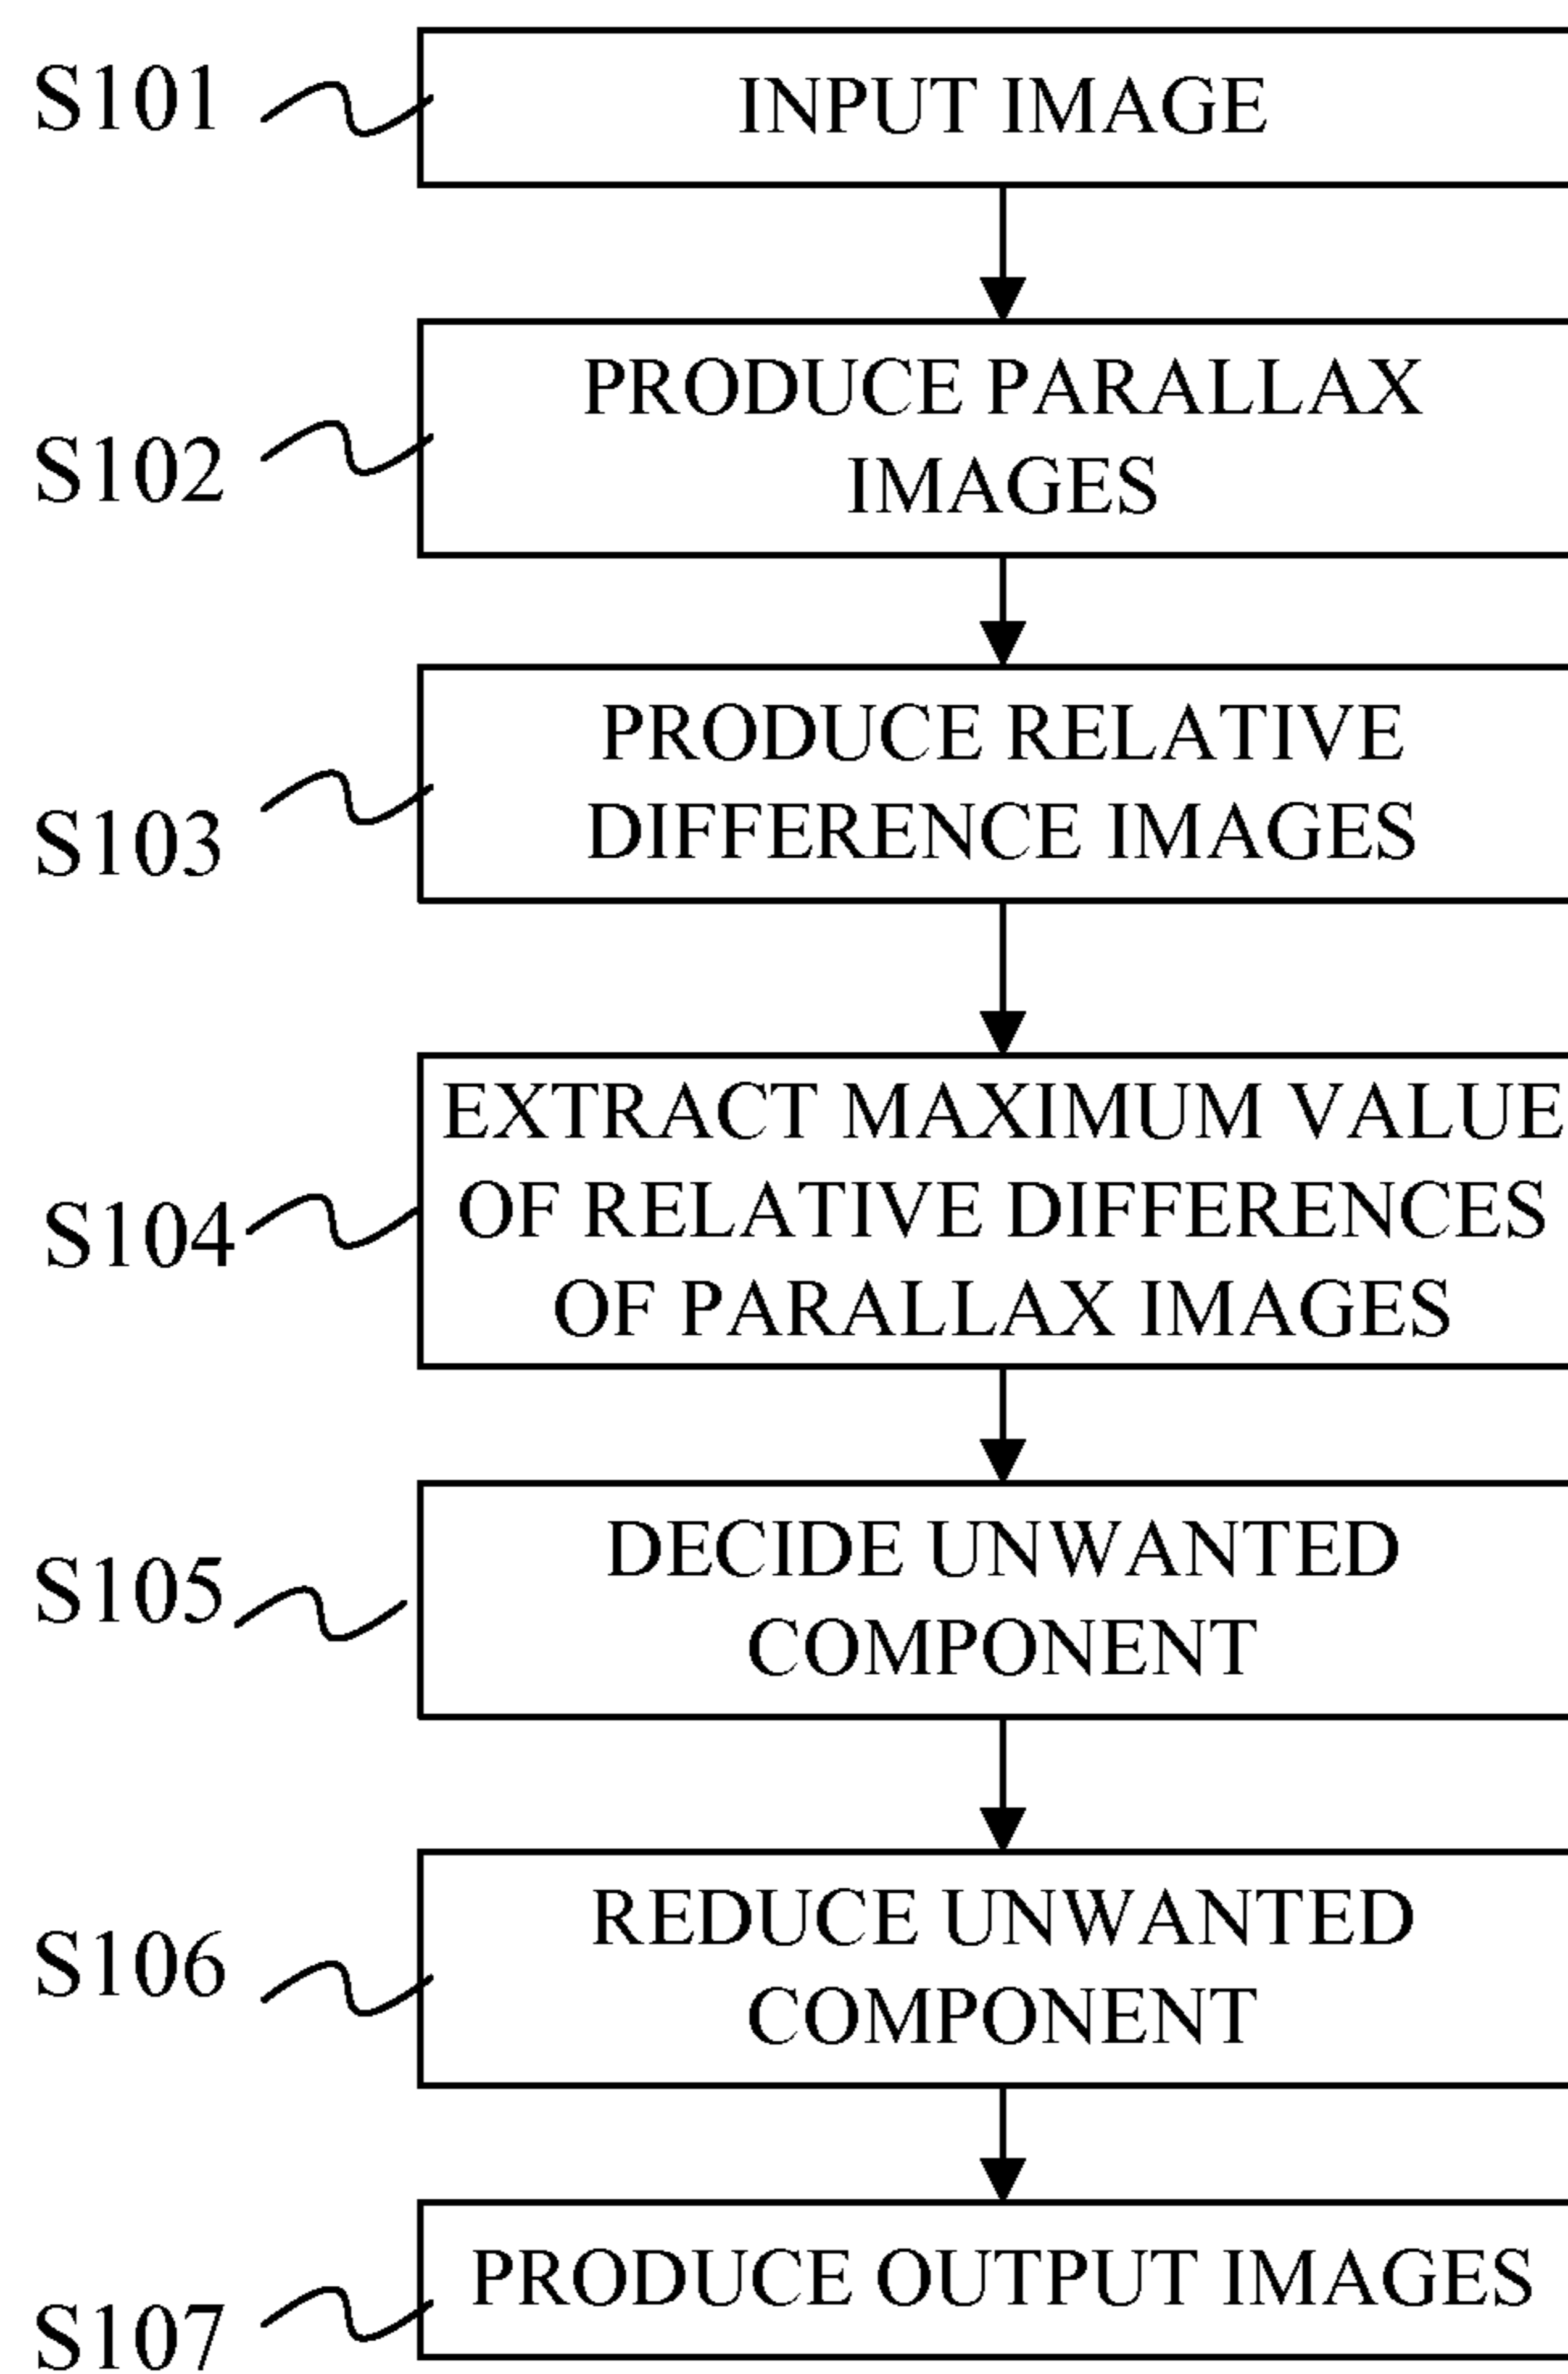 S101
INPUT IMAGE
S102
PRODUCE PARALLAX
IMAGES
S103
PRODUCE RELATIVE
DIFFERENCE IMAGES
S104
EXTRACT MAXIMUM VALUE
OF RELATIVE DIFFERENCES
OF PARALLAX IMAGES
S105
DECIDE UNWANTED
COMPONENT
S106
REDUCE UNWANTED
COMPONENT
S107
PRODUCE OUTPUT IMAGES